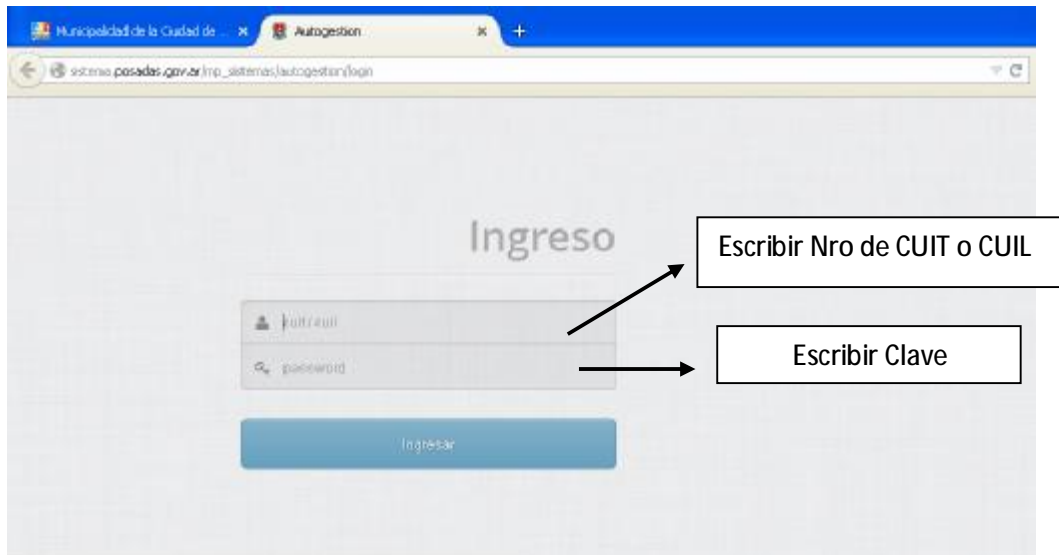 Municipalidad de la Ciudad de ...
Autogestion
sistemas.posadas.gov.ar/mp_sistemas/autogestion/login
Ingreso
Escribir Nro de CUIT o CUIL
cuit/cuil
Escribir Clave
password
Ingresar